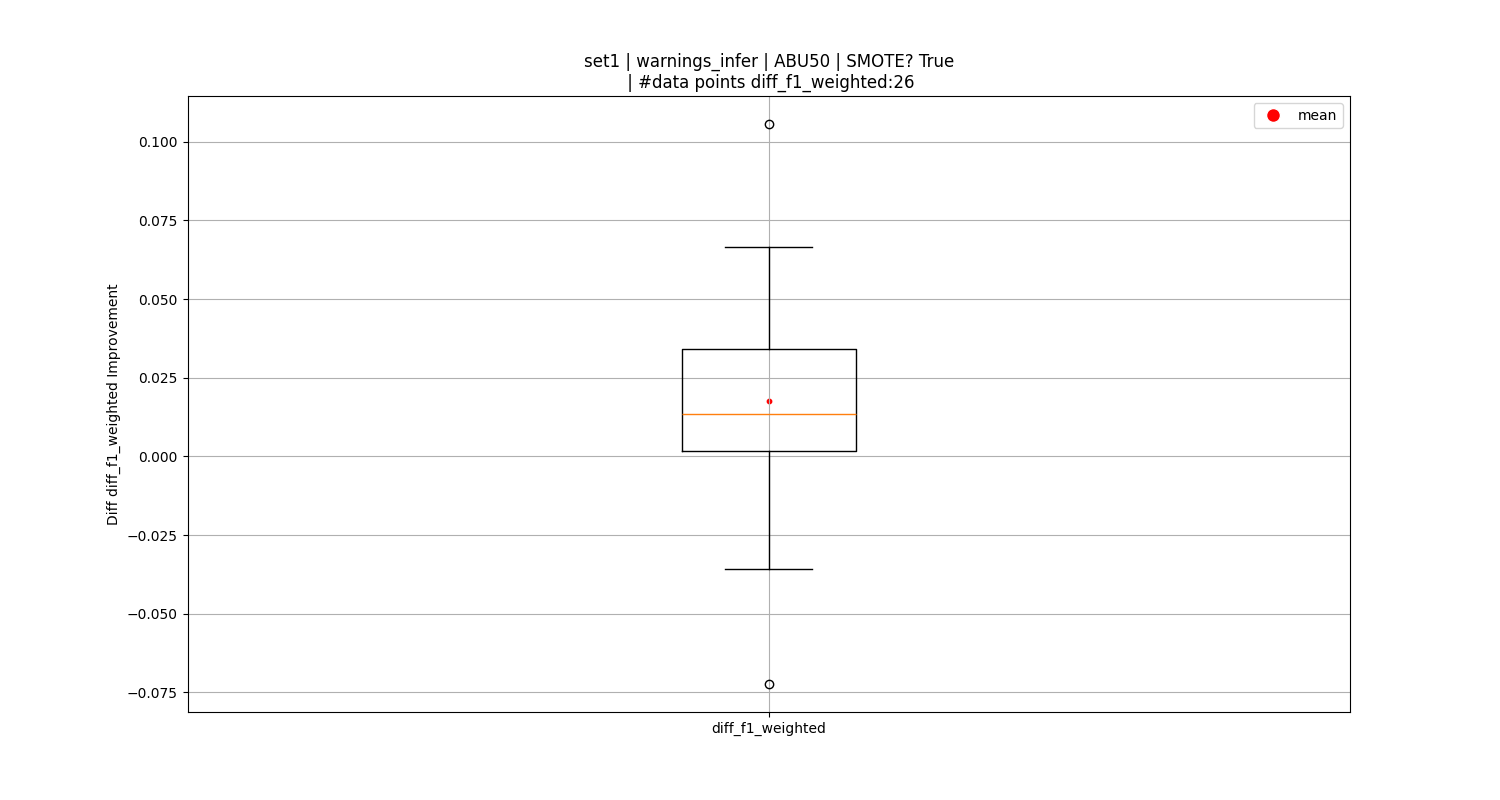 set1 | warnings_infer | ABU50 | SMOTE? True
| #data points diff_f1_weighted:26
mean
0.100
0.075
0.050
0.025
0.000
−0.025
−0.050
−0.075
Diff diff_f1_weighted Improvement
diff_f1_weighted